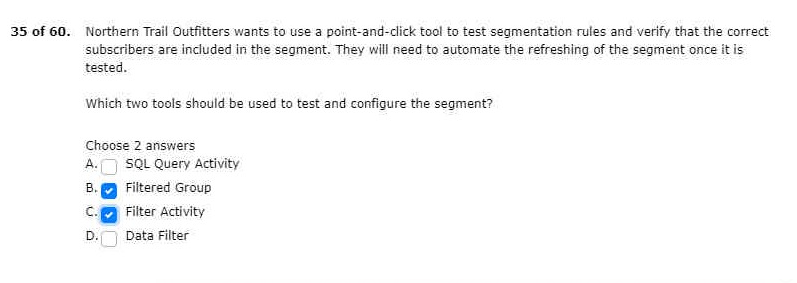 35 of 60. Northern Trail Outfitters wants to use a point-and-click tool to test segmentation rules and verify that the correct
subscribers are included in the segment. They will need to automate the refreshing of the segment once it is
tested.
Which two tools should be used to test and configure the segment?
Choose 2 answers
A. SQL Query Activity
B. Filtered Group
C. Filter Activity
D. Data Filter